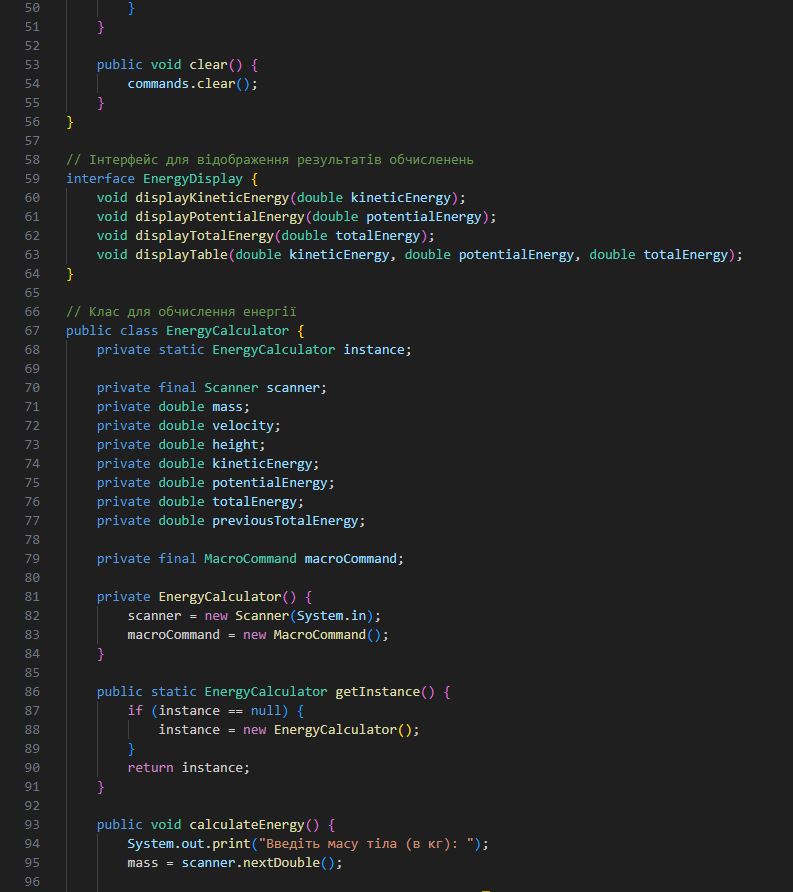 50 }
51 }
52
53 public void clear() {
54 commands.clear();
55 }
56 }
57
58 // Інтерфейс для відображення результатів обчисленень
59 interface EnergyDisplay {
60 void displayKineticEnergy(double kineticEnergy);
61 void displayPotentialEnergy(double potentialEnergy);
62 void displayTotalEnergy(double totalEnergy);
63 void displayTable(double kineticEnergy, double potentialEnergy, double totalEnergy);
64 }
65
66 // Клас для обчислення енергії
67 public class EnergyCalculator {
68 private static EnergyCalculator instance;
69
70 private final Scanner scanner;
71 private double mass;
72 private double velocity;
73 private double height;
74 private double kineticEnergy;
75 private double potentialEnergy;
76 private double totalEnergy;
77 private double previousTotalEnergy;
78
79 private final MacroCommand macroCommand;
80
81 private EnergyCalculator() {
82 scanner = new Scanner(System.in);
83 macroCommand = new MacroCommand();
84 }
85
86 public static EnergyCalculator getInstance() {
87 if (instance == null) {
88 instance = new EnergyCalculator();
89 }
90 return instance;
91 }
92
93 public void calculateEnergy() {
94 System.out.print("Введіть масу тіла (в кг): ");
95 mass = scanner.nextDouble();
96